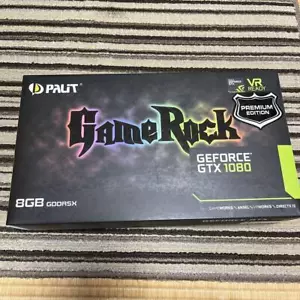 PALIT
VR
READY
PREMIUM
EDITION
GameRock
GEFORCE
GTX 1080
8GB GDDR5X